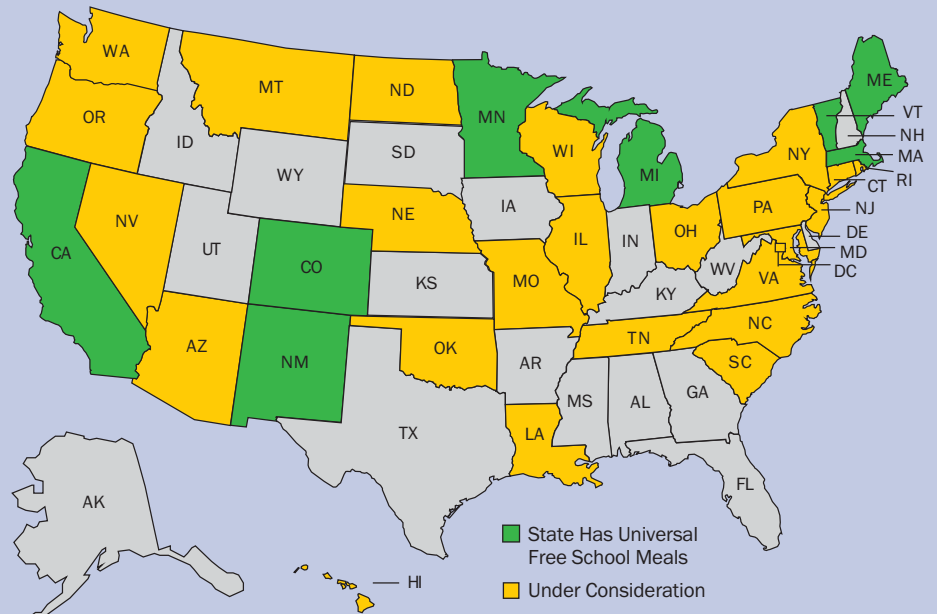 WA
MT
ND
MN
ME
VT
OR
NH
ID
WI
NY
MA
SD
WY
MI
RI
CT
IA
PA
NE
NJ
NV
OH
IL
IN
DE
UT
CA
CO
MD
WV
DC
VA
KS
MO
KY
NC
TN
AZ
OK
NM
SC
AR
GA
MS
AL
TX
LA
FL
AK
State Has Universal
Free School Meals
HI
Under Consideration